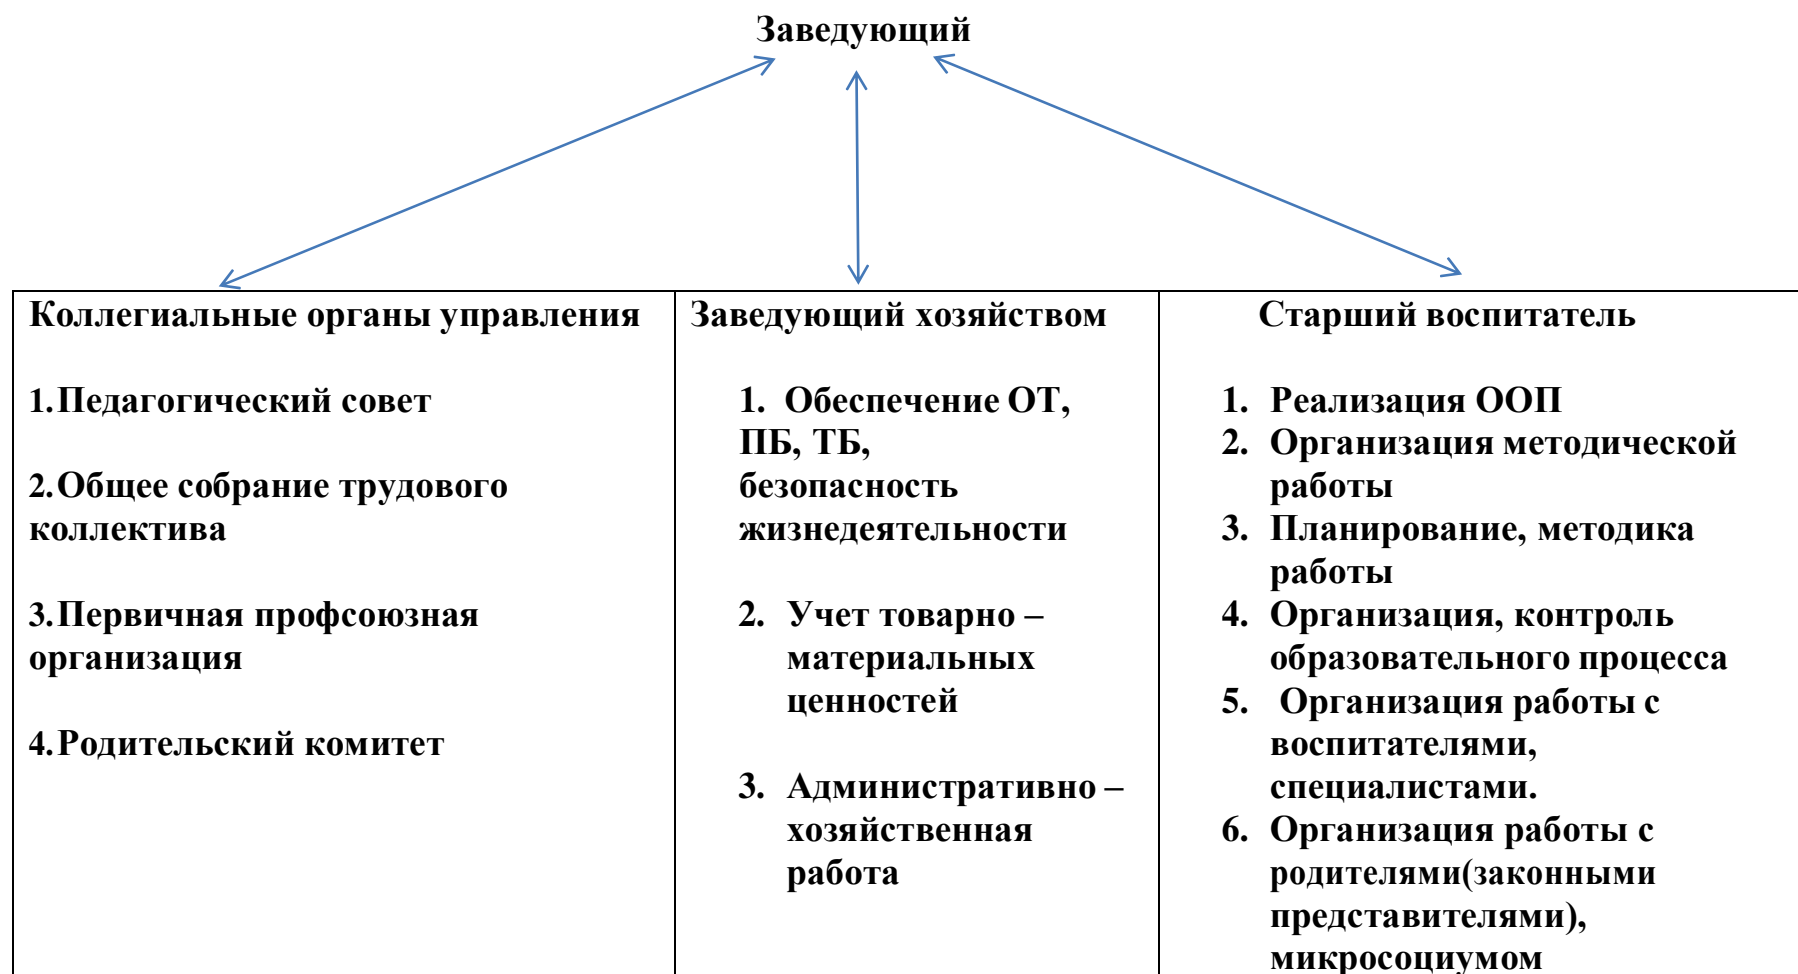 Заведующий
Коллегиальные органы управления
1.Педагогический совет
2.Общее собрание трудового
коллектива
3.Первичная профсоюзная
организация
4.Родительский комитет
Заведующий хозяйством
1. Обеспечение ОТ,
ПБ, ТБ,
безопасность
жизнедеятельности
2. Учет товарно –
материальных
ценностей
3. Административно –
хозяйственная
работа
Старший воспитатель
1. Реализация ООП
2. Организация методической
работы
3. Планирование, методика
работы
4. Организация, контроль
образовательного процесса
5. Организация работы с
воспитателями,
специалистами.
6. Организация работы с
родителями(законными
представителями),
микросоциумом